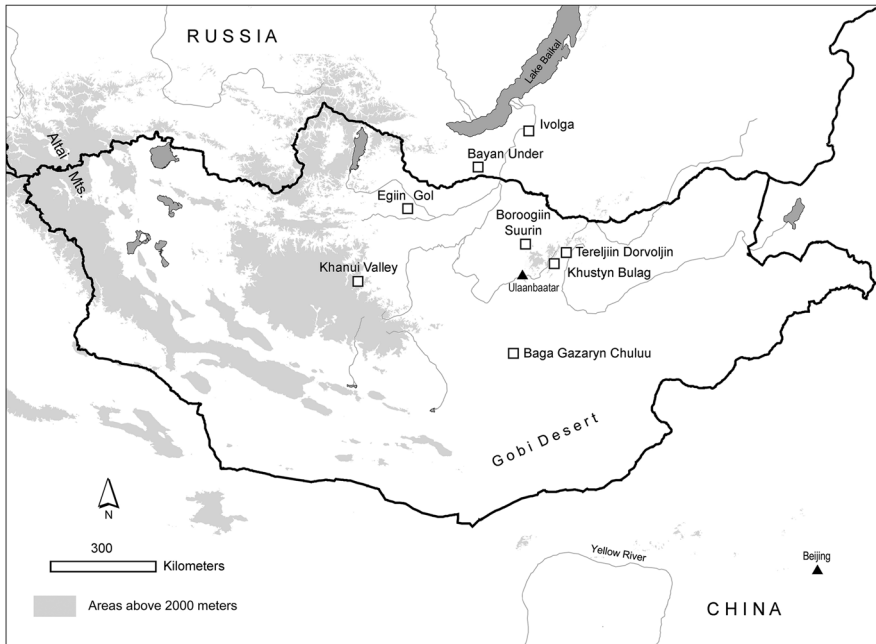 RUSSIA
Lake Baikal
Ivolga
Bayan Under
Altai
Mts.
Egiin Gol
Boroogiin
Suurin
Tereljiin Dorvoljin
Khustyn Bulag
Khanui Valley
Ulaanbaatar
Baga Gazaryn Chuluu
Gobi Desert
N
300
Kilometers
Yellow River
Beijing
Areas above 2000 meters
CHINA